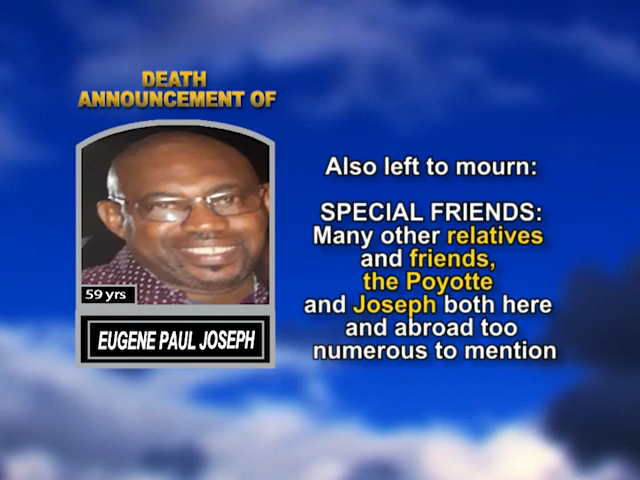 DEATH
ANNOUNCEMENT OF
59 yrs
EUGENE PAUL JOSEPH
Also left to mourn:
SPECIAL FRIENDS:
Many other relatives
and friends,
the Poyotte
and Joseph both here
and abroad too
numerous to mention